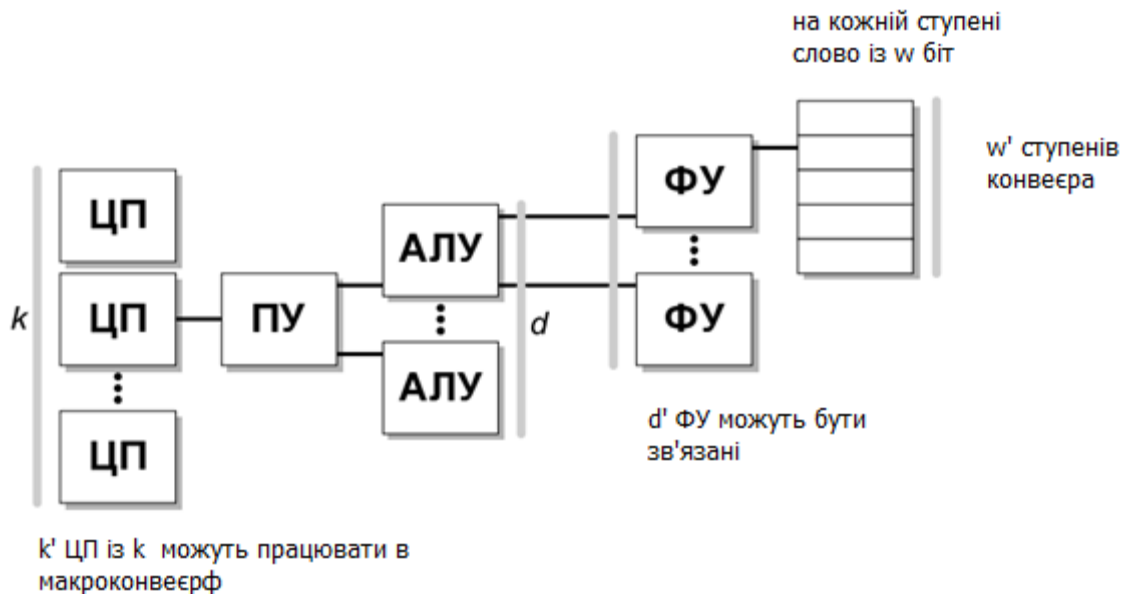 на кожній ступені
слово із w біт
w' ступенів
конвеєра
k
ЦП
ЦП
ЦП
ПУ
АЛУ
АЛУ
d
ФУ
ФУ
d' ФУ можуть бути
зв'язані
k' ЦП із k можуть працювати в
макроконвеєрф